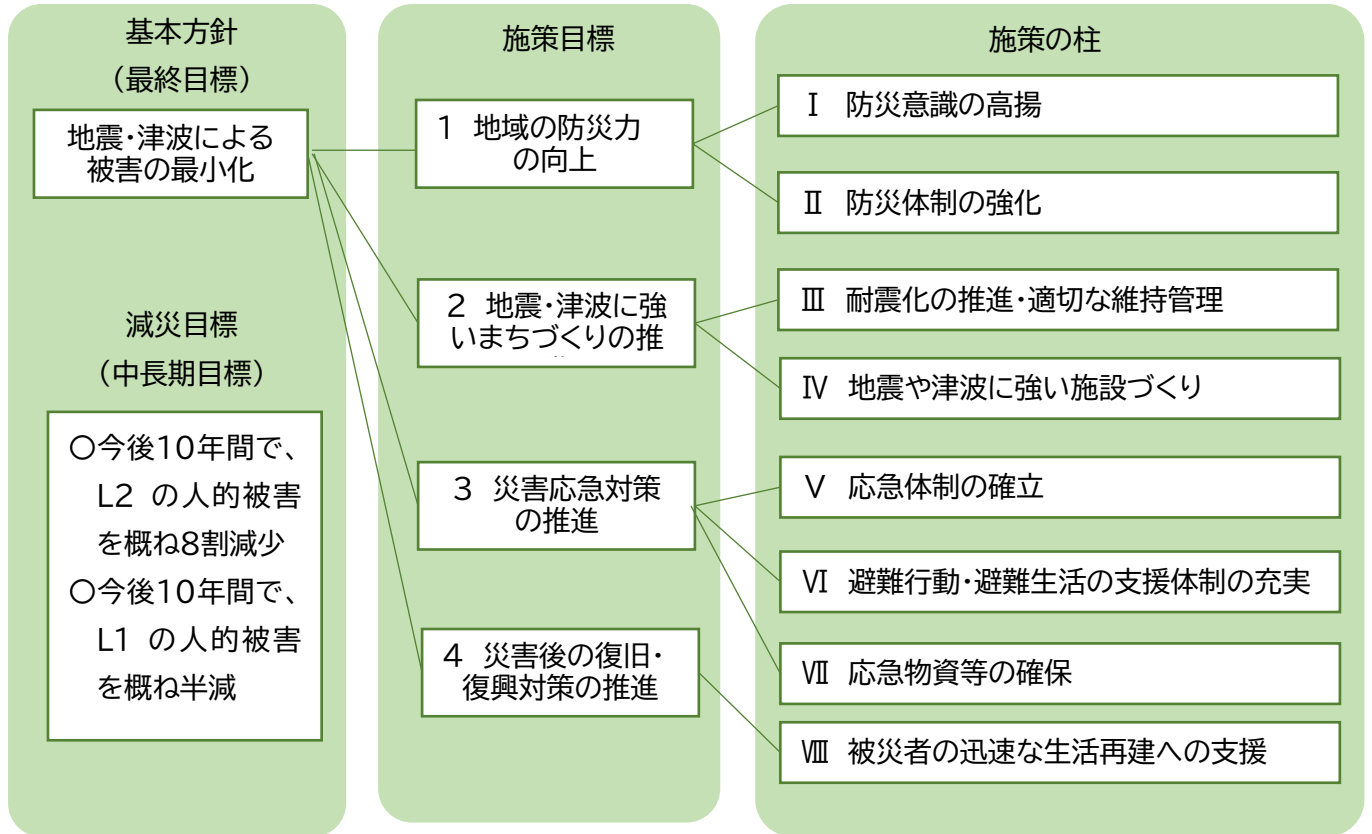 基本方針
（最終目標）
地震・津波による
被害の最小化
減災目標
（中長期目標）
〇今後10年間で、
L2 の人的被害
を概ね8割減少
〇今後10年間で、
L1 の人的被害
を概ね半減
施策目標
1 地域の防災力
の向上
2 地震・津波に強
いまちづくりの推
3 災害応急対策
の推進
4 災害後の復旧・
復興対策の推進
施策の柱
Ⅰ 防災意識の高揚
Ⅱ 防災体制の強化
Ⅲ 耐震化の推進・適切な維持管理
Ⅳ 地震や津波に強い施設づくり
Ⅴ 応急体制の確立
Ⅵ 避難行動・避難生活の支援体制の充実
Ⅶ 応急物資等の確保
Ⅷ 被災者の迅速な生活再建への支援